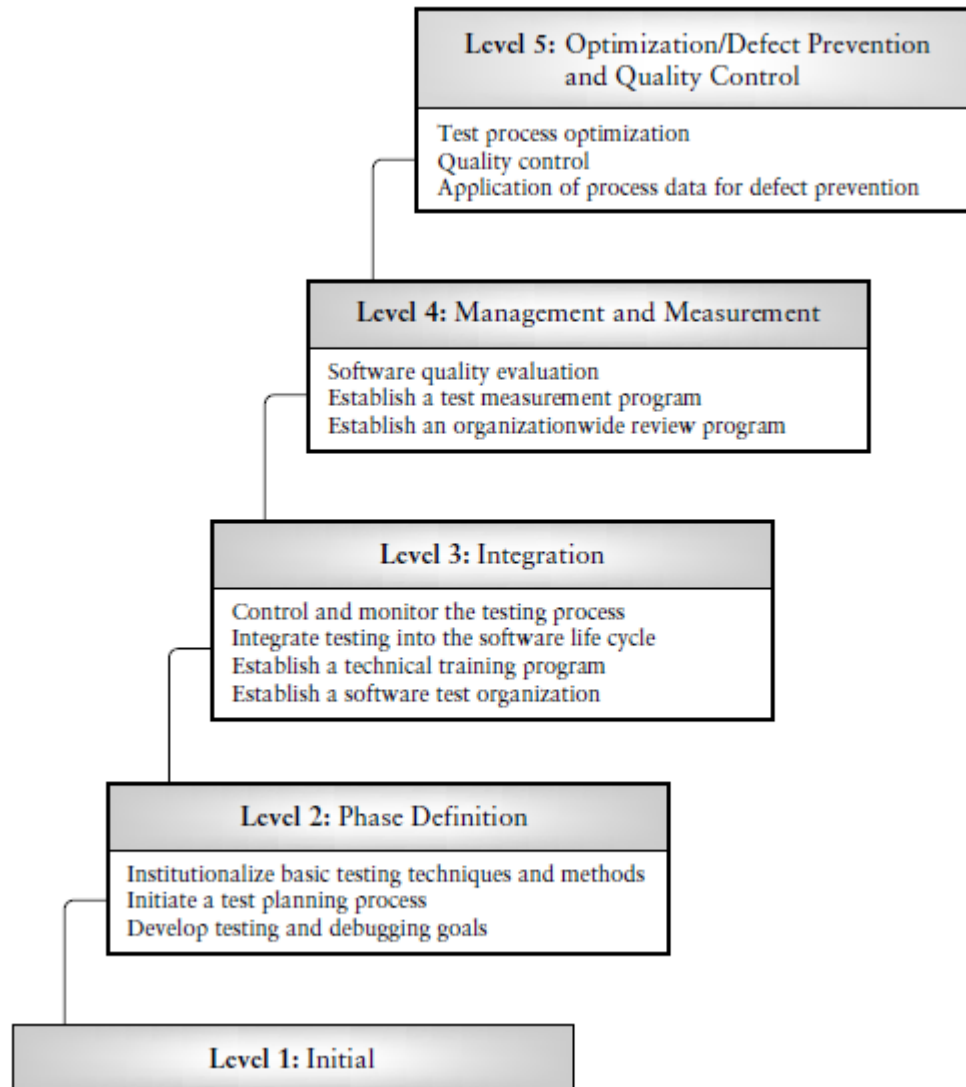 Level 5: Optimization/Defect Prevention
and Quality Control
Test process optimization
Quality control
Application of process data for defect prevention
Level 4: Management and Measurement
Software quality evaluation
Establish a test measurement program
Establish an organizationwide review program
Level 3: Integration
Control and monitor the testing process
Integrate testing into the software life cycle
Establish a technical training program
Establish a software test organization
Level 2: Phase Definition
Institutionalize basic testing techniques and methods
Initiate a test planning process
Develop testing and debugging goals
Level 1: Initial